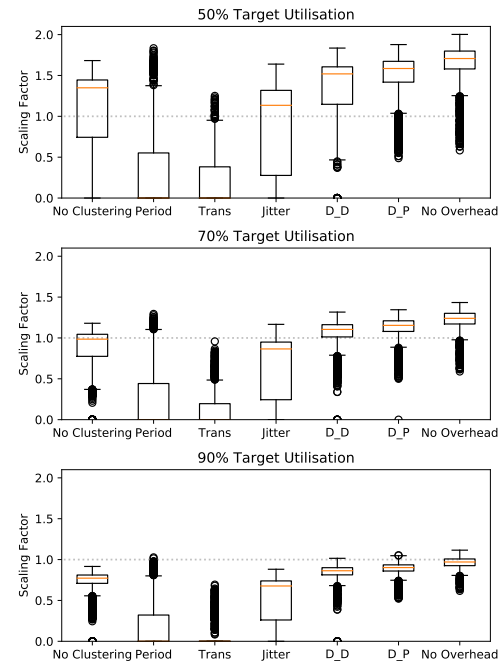 50% Target Utilisation
2.0
1.5
1.0
0.5
0.0
Scaling Factor
No Clustering Period Trans Jitter D_D D_P No Overhead
70% Target Utilisation
2.0
1.5
1.0
0.5
0.0
Scaling Factor
No Clustering Period Trans Jitter D_D D_P No Overhead
90% Target Utilisation
2.0
1.5
1.0
0.5
0.0
Scaling Factor
No Clustering Period Trans Jitter D_D D_P No Overhead